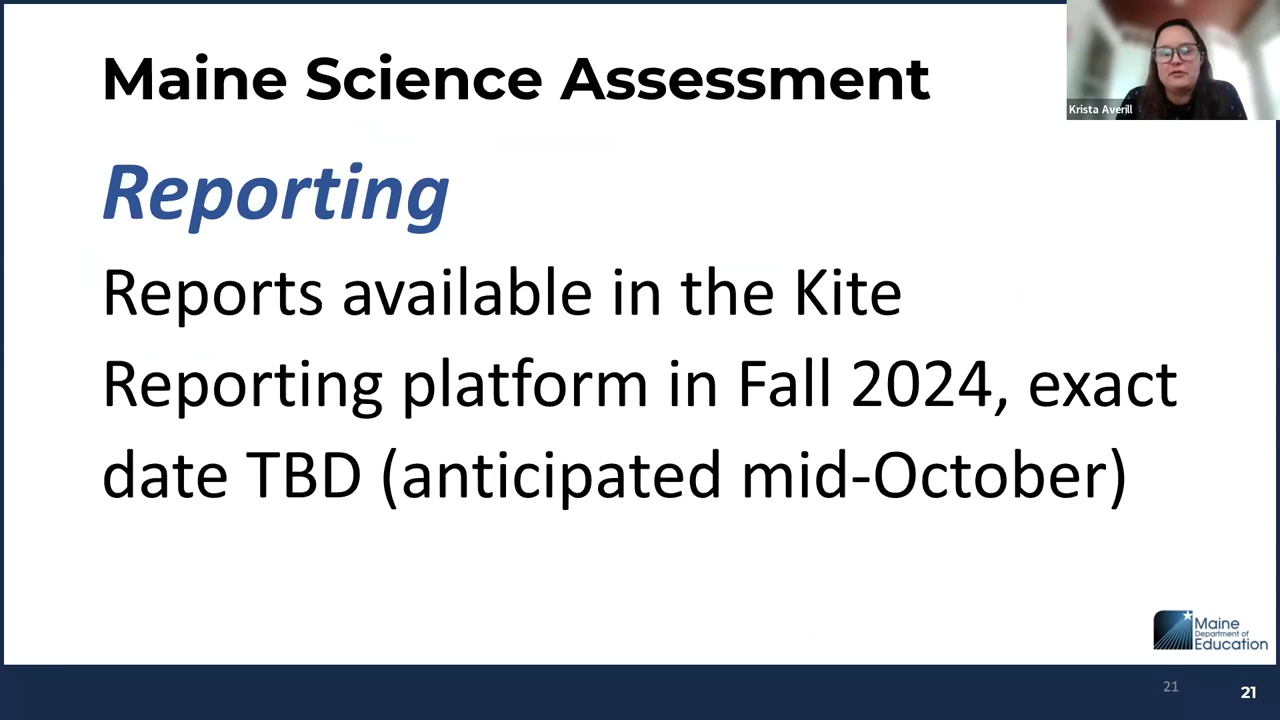 Maine Science Assessment
Krista Averill
Reporting
Reports available in the Kite
Reporting platform in Fall 2024, exact
date TBD (anticipated mid-October)
Maine
Department of
Education
21
21